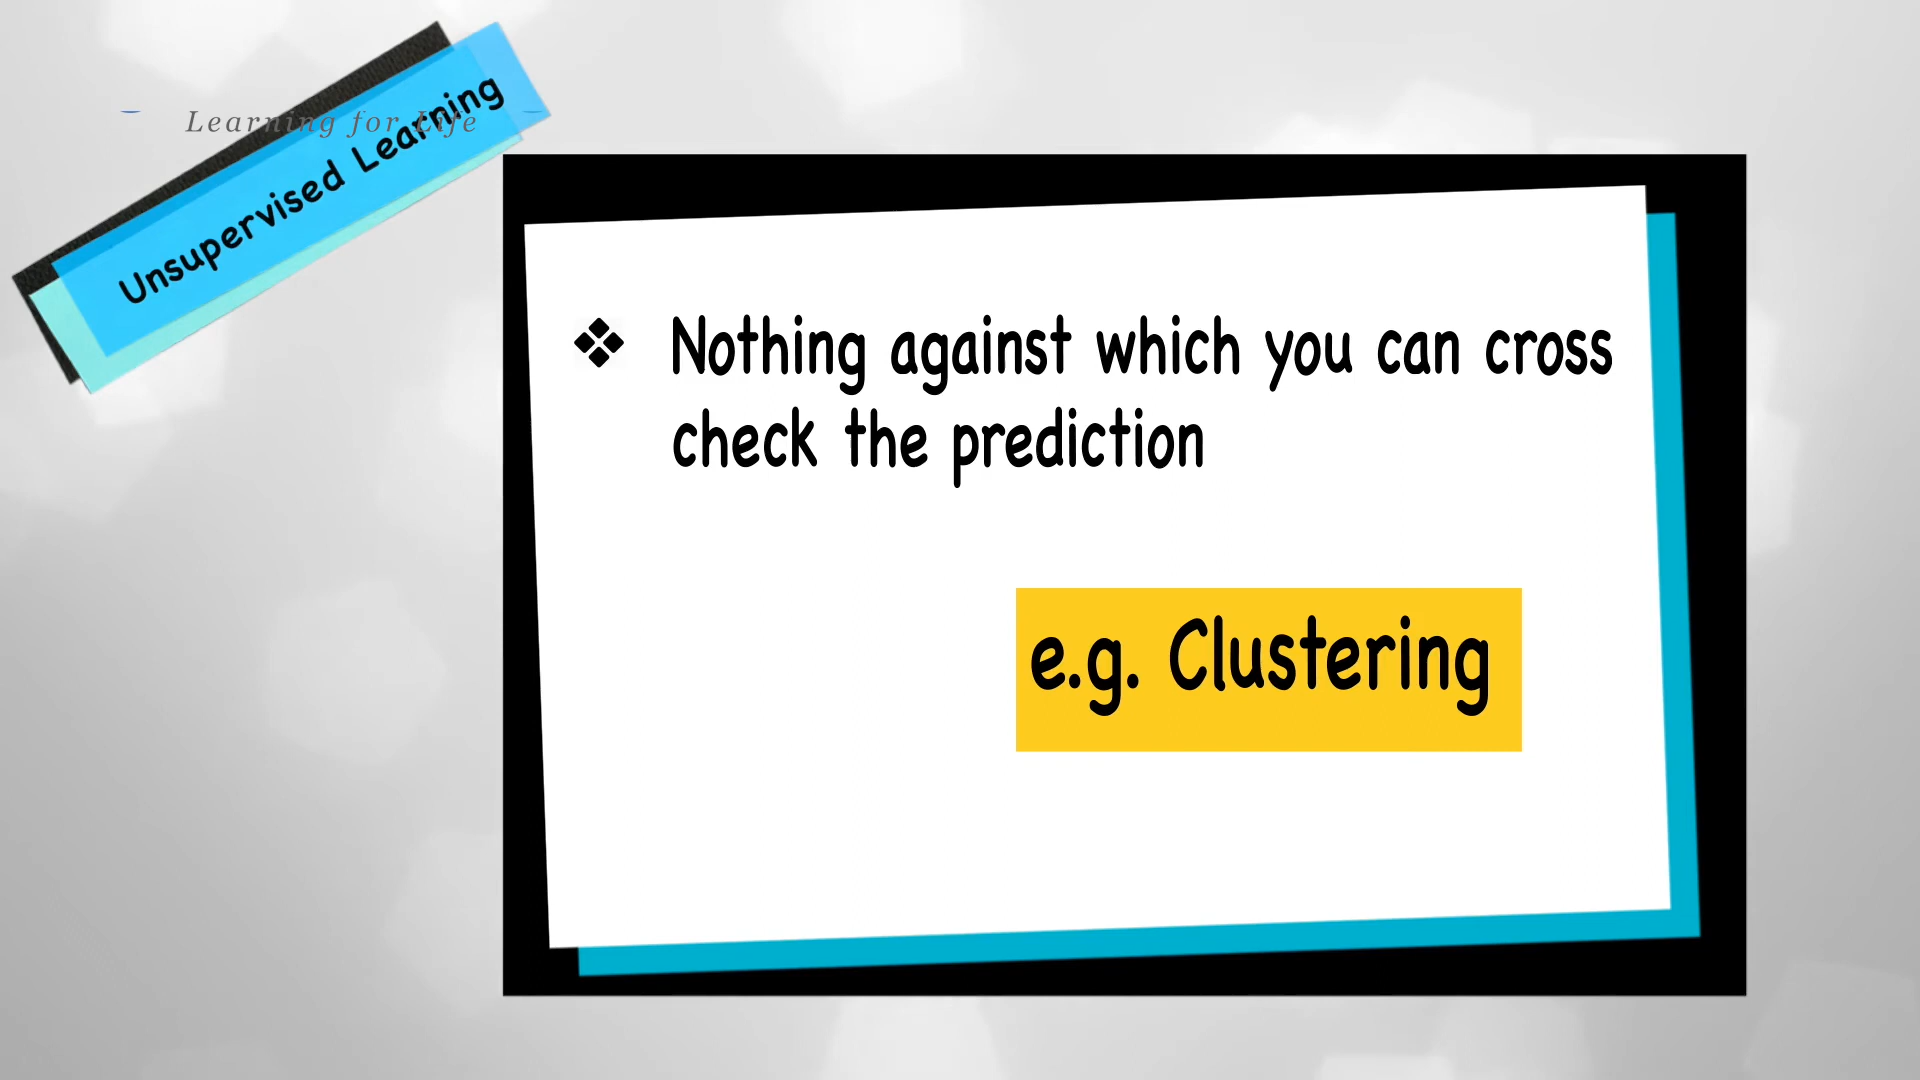 Learning for Life
Unsupervised Learning
Nothing against which you can cross
check the prediction
e.g. Clustering